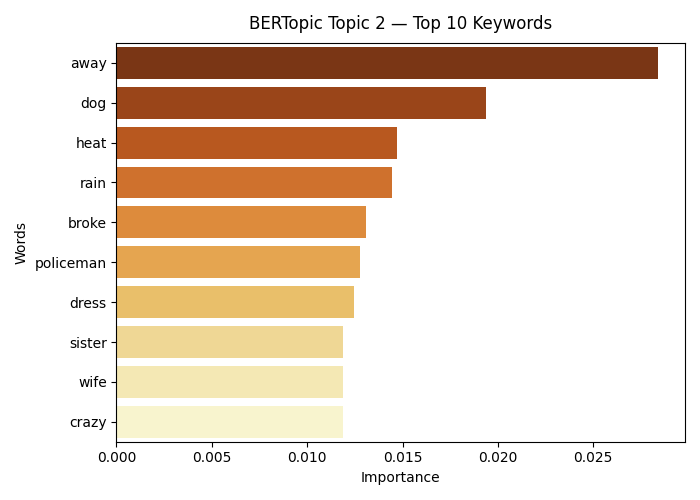 BERTopic Topic 2 — Top 10 Keywords
away
dog
heat
rain
broke
policeman
dress
sister
wife
crazy
Words
0.000 0.005 0.010 0.015 0.020 0.025
Importance